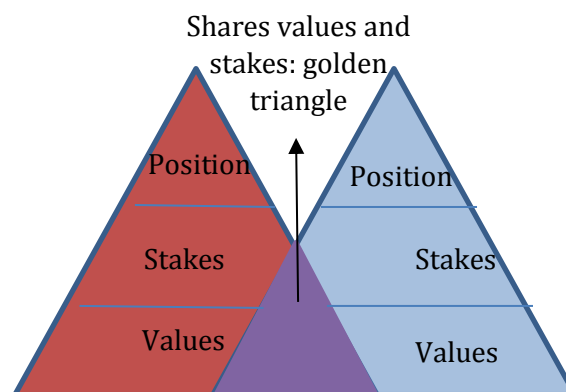 Shares values and
stakes: golden
triangle
Position
Position
Stakes
Stakes
Values
Values